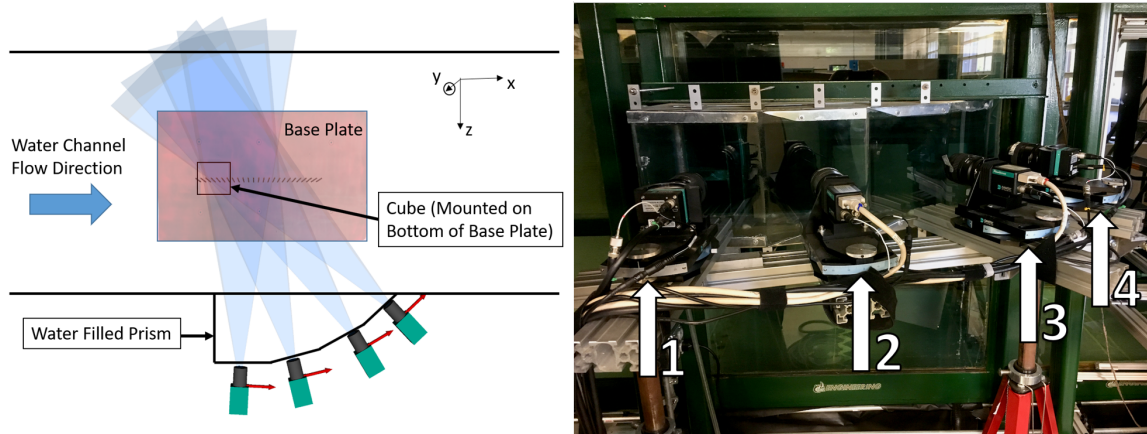 y
x
z
Base Plate
Water Channel
Flow Direction
Cube (Mounted on
Bottom of Base Plate)
Water Filled Prism
1
2
3
4
ENGINEERING